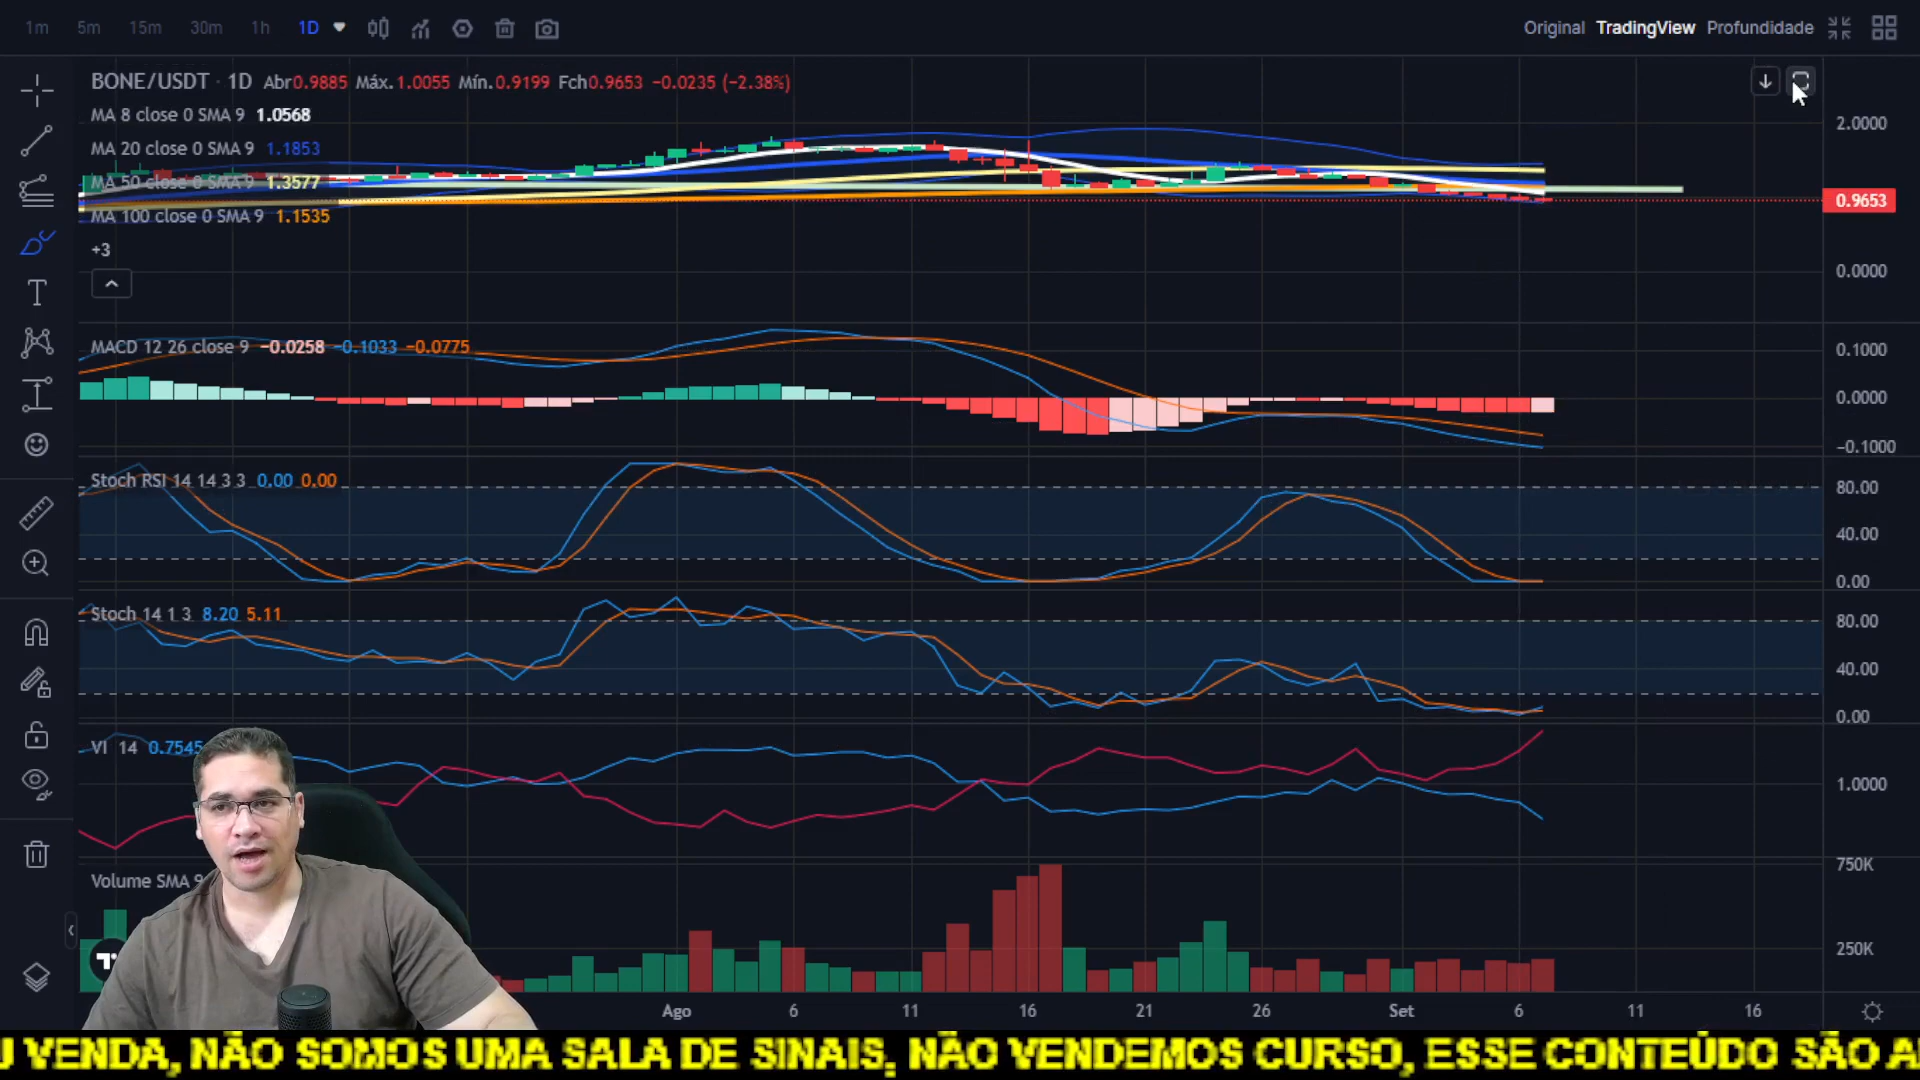 1m 5m 15m 30m 1h 1D
Original TradingView Profundidade
BONE/USDT · 1D Abr0.9885 Máx.1.0055 Mín.0.9199 Fch0.9653 −0.0235 (−2.38%)
MA 8 close 0 SMA 9 1.0568
MA 20 close 0 SMA 9 1.1853
MA 50 close 0 SMA 9 1.3577
MA 100 close 0 SMA 9 1.1535
+3
2.0000
0.9653
0.0000
MACD 12 26 close 9 −0.0258 −0.1033 −0.0775
0.1000
0.0000
−0.1000
Stoch RSI 14 14 3 3 0.00 0.00
80.00
40.00
0.00
Stoch 14 1 3 8.20 5.11
80.00
40.00
0.00
VI 14 0.7545
1.0000
Volume SMA 9
750K
250K
Ago 6 11 16 21 26 Set 6 11 16
U VENDA, NÃO SOMOS UMA SALA DE SINAIS, NÃO VENDEMOS CURSO, ESSE CONTEÚDO SÃO A